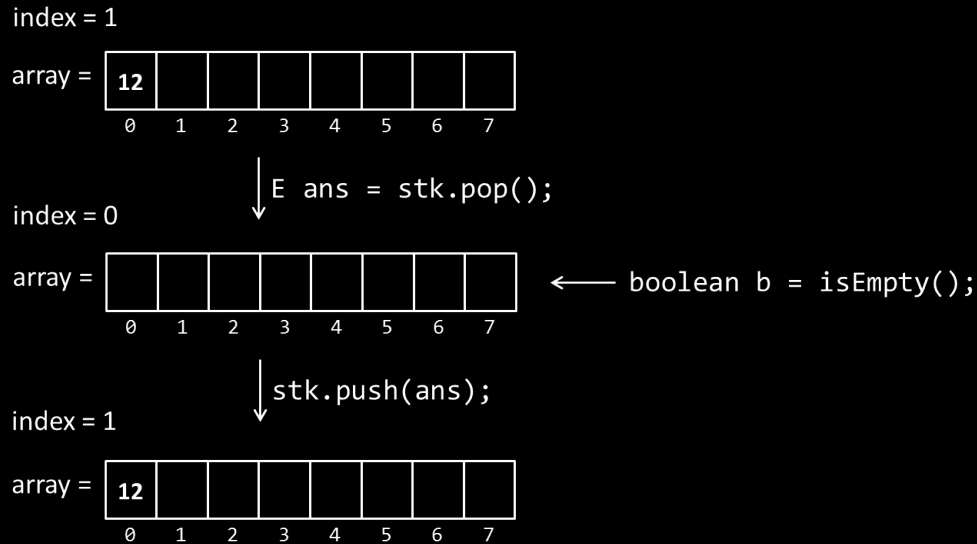 index = 1
array = 12
0 1 2 3 4 5 6 7
E ans = stk.pop();
index = 0
array =
boolean b = isEmpty();
0 1 2 3 4 5 6 7
stk.push(ans);
index = 1
array = 12
0 1 2 3 4 5 6 7